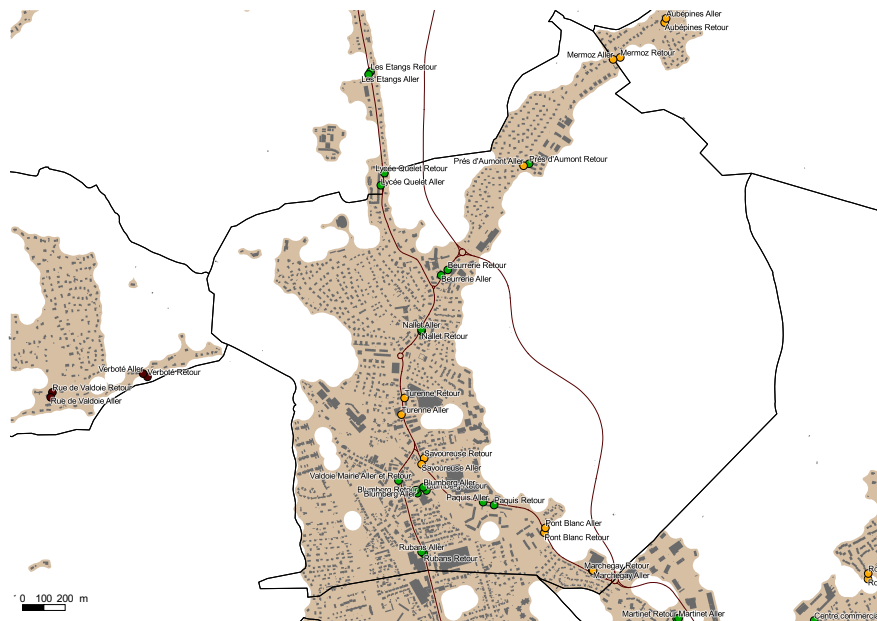 Aubépines Aller
Aubépines Retour
Mermoz Aller
Mermoz Retour
Les Etangs Retour
Les Etangs Aller
Prés d'Aumont Aller
Prés d'Aumont Retour
Lycée Quelet Retour
Lycée Quelet Aller
Beurrerie Retour
Beurrerie Aller
Nallet Aller
Nallet Retour
Verboté Aller
Verboté Retour
Rue de Valdoie Retour
Rue de Valdoie Aller
Turenne Retour
Turenne Aller
Savoureuse Retour
Savoureuse Aller
Valdoie Mairie Aller et Retour
Blumberg Aller
Blumberg Retour
Blumberg Aller
Paquis Aller
Paquis Retour
Pont Blanc Aller
Pont Blanc Retour
Rubans Aller
Rubans Retour
Marchegay Retour
Marchegay Aller
Martinet Retour
Martinet Aller
0 100 200 m